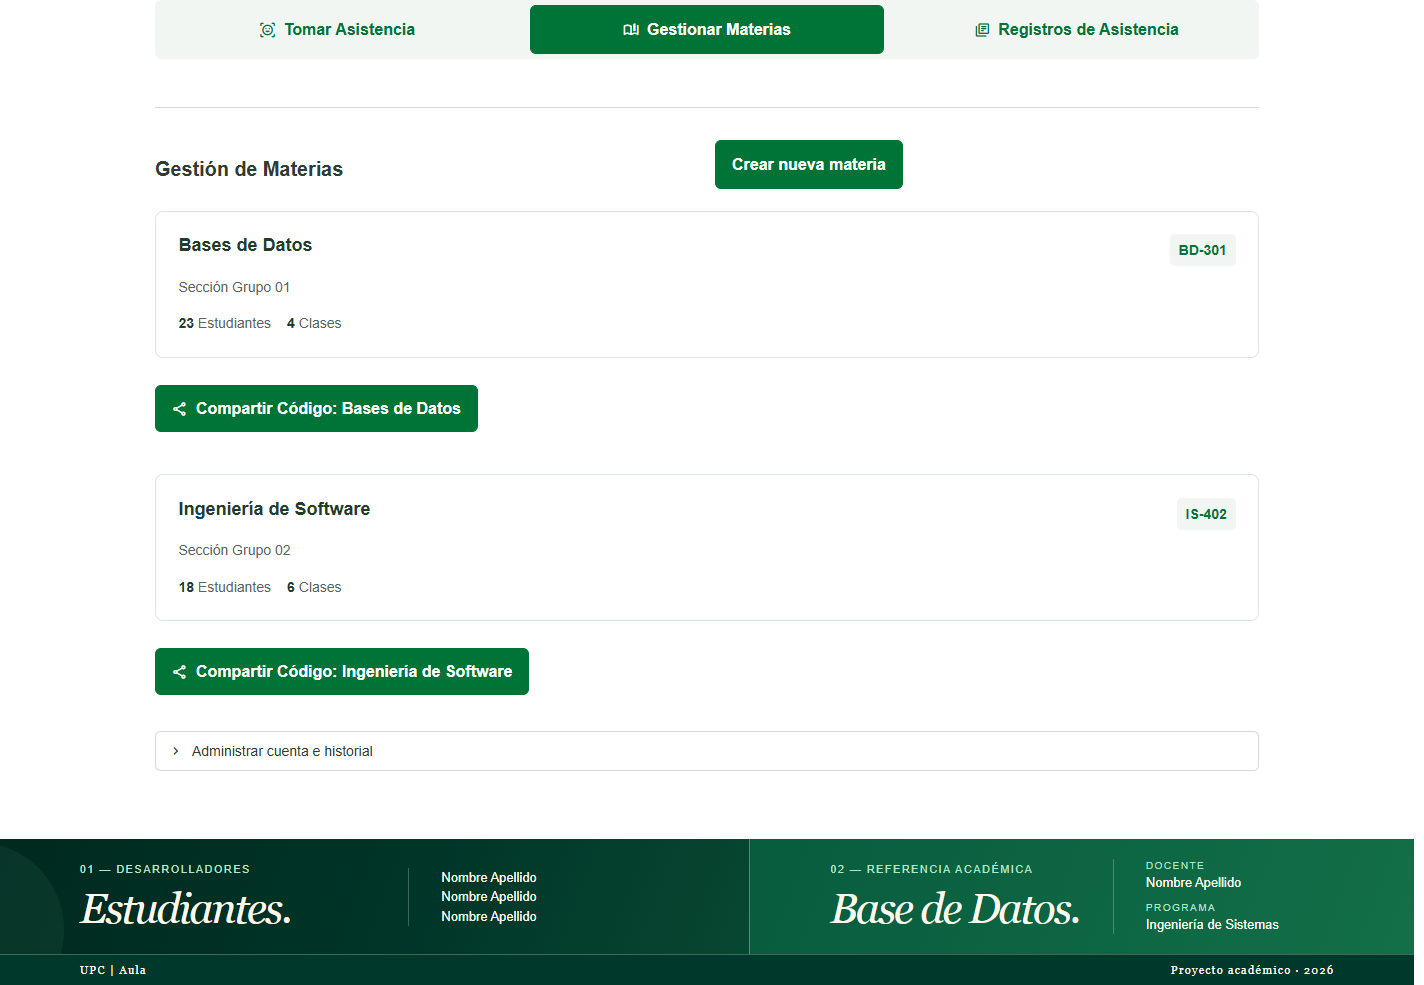 Tomar Asistencia
Gestionar Materias
Registros de Asistencia
Gestión de Materias
Crear nueva materia
Bases de Datos
BD-301
Sección Grupo 01
23 Estudiantes 4 Clases
Compartir Código: Bases de Datos
Ingeniería de Software
IS-402
Sección Grupo 02
18 Estudiantes 6 Clases
Compartir Código: Ingeniería de Software
Administrar cuenta e historial
01 — DESARROLLADORES
Estudiantes.
Nombre Apellido
Nombre Apellido
Nombre Apellido
02 — REFERENCIA ACADÉMICA
Base de Datos.
DOCENTE
Nombre Apellido
PROGRAMA
Ingeniería de Sistemas
UPC | Aula
Proyecto académico · 2026